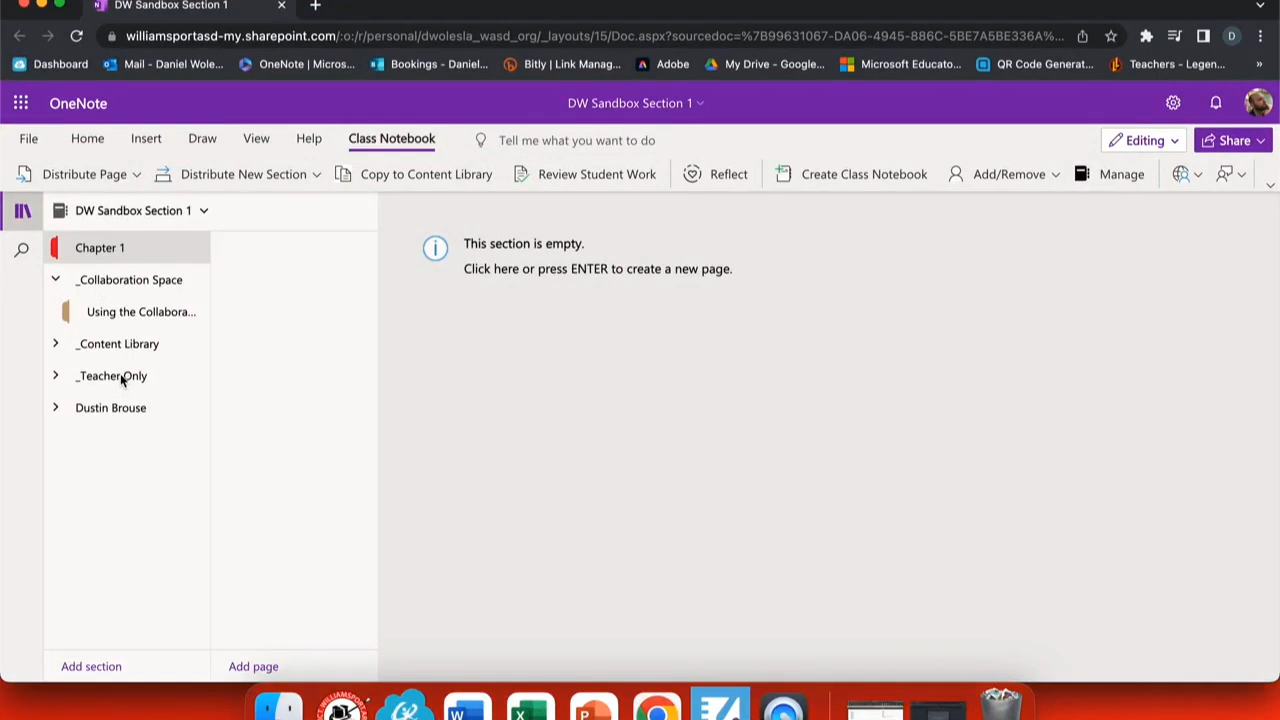 DW Sandbox Section 1
williamsportasd-my.sharepoint.com/:o:/r/personal/dwolesla_wasd_org/_layouts/15/Doc.aspx?sourcedoc=%7B99631067-DA06-4945-886C-5BE7A5BE336A%...
D
Dashboard Mail - Daniel Wole... OneNote | Micros... Bookings - Daniel... Bitly | Link Manag... Adobe My Drive - Google... Microsoft Educato... QR Code Generat... Teachers - Legen... »
OneNote
DW Sandbox Section 1
File Home Insert Draw View Help Class Notebook Tell me what you want to do Editing Share
Distribute Page Distribute New Section Copy to Content Library Review Student Work Reflect Create Class Notebook Add/Remove Manage
DW Sandbox Section 1
Chapter 1
_Collaboration Space
Using the Collabora...
_Content Library
_Teacher Only
Dustin Brouse
This section is empty.
Click here or press ENTER to create a new page.
Add section Add page
W X P